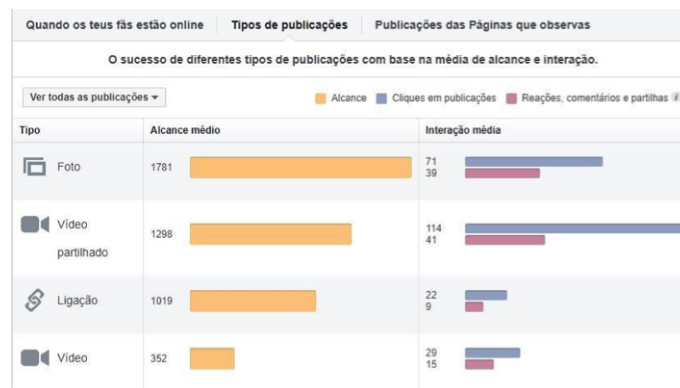 Quando os teus fãs estão online Tipos de publicações Publicações das Páginas que observas
O sucesso de diferentes tipos de publicações com base na média de alcance e interação.
Ver todas as publicações Alcance Cliques em publicações Reações, comentários e partilhas i
Tipo Alcance médio Interação média
Foto 1781 71
39
Vídeo partilhado 1298 114
41
Ligação 1019 22
9
Vídeo 352 29
15